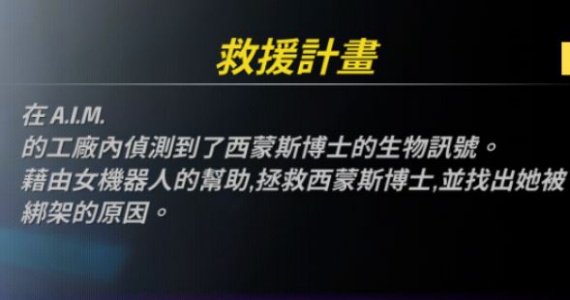 救援計畫
在 A.I.M.
的工廠內偵測到了西蒙斯博士的生物訊號。
藉由女機器人的幫助,拯救西蒙斯博士,並找出她被
綁架的原因。